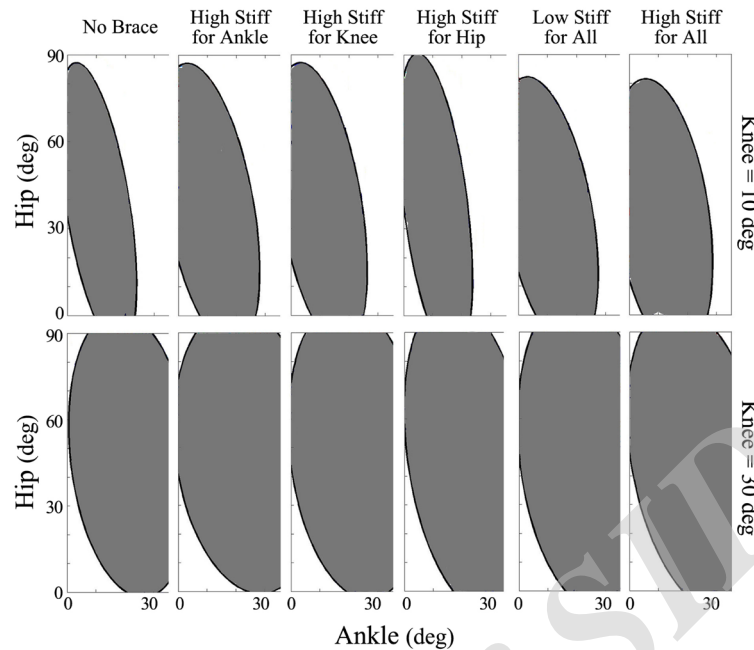 No Brace
High Stiff
for Ankle
High Stiff
for Knee
High Stiff
for Hip
Low Stiff
for All
High Stiff
for All
90
60
30
0
Hip (deg)
Knee = 10 deg
90
60
30
0
Hip (deg)
Knee = 30 deg
0 30 0 30 0 30 0 30 0 30 0 30
Ankle (deg)
SID